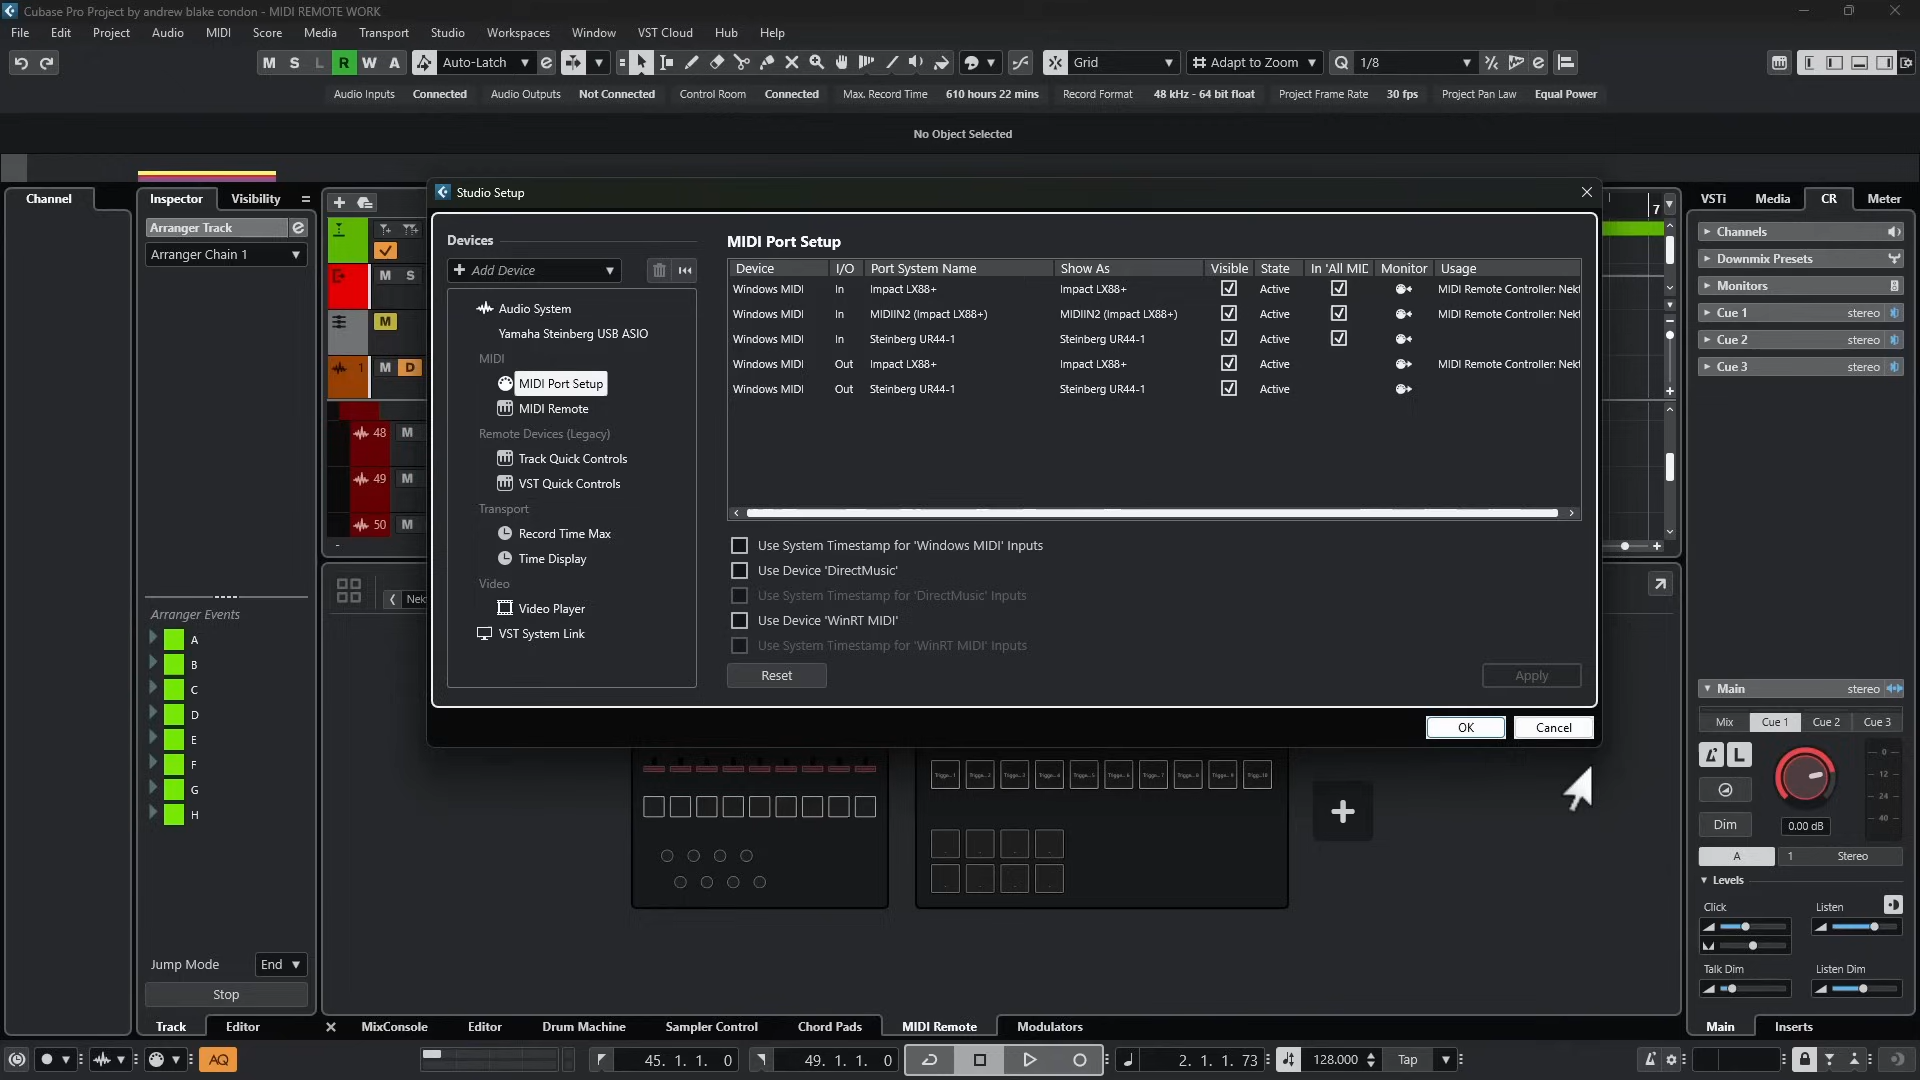 Cubase Pro Project by andrew blake condon - MIDI REMOTE WORK
File Edit Project Audio MIDI Score Media Transport Studio Workspaces Window VST Cloud Hub Help
M S L R W A Auto-Latch Grid Adapt to Zoom Q 1/8
Audio Inputs Connected Audio Outputs Not Connected Control Room Connected Max. Record Time 610 hours 22 mins Record Format 48 kHz - 64 bit float Project Frame Rate 30 fps Project Pan Law Equal Power
No Object Selected
Channel
Inspector Visibility
Arranger Track
Arranger Chain 1
Arranger Events
A
B
C
D
E
F
G
H
Jump Mode End
Stop
Track Editor
M S
M
1 M D
48 M
49 M
50 M
7
Studio Setup
Devices
Add Device
Audio System
Yamaha Steinberg USB ASIO
MIDI
MIDI Port Setup
MIDI Remote
Remote Devices (Legacy)
Track Quick Controls
VST Quick Controls
Transport
Record Time Max
Time Display
Video
Video Player
VST System Link
MIDI Port Setup
Device I/O Port System Name Show As Visible State In 'All MID Monitor Usage
Windows MIDI In Impact LX88+ Impact LX88+ Active MIDI Remote Controller: Nekt
Windows MIDI In MIDIIN2 (Impact LX88+) MIDIIN2 (Impact LX88+) Active MIDI Remote Controller: Nekt
Windows MIDI In Steinberg UR44-1 Steinberg UR44-1 Active
Windows MIDI Out Impact LX88+ Impact LX88+ Active MIDI Remote Controller: Nekt
Windows MIDI Out Steinberg UR44-1 Steinberg UR44-1 Active
Use System Timestamp for 'Windows MIDI' Inputs
Use Device 'DirectMusic'
Use System Timestamp for 'DirectMusic' Inputs
Use Device 'WinRT MIDI'
Use System Timestamp for 'WinRT MIDI' Inputs
Reset Apply
OK Cancel
Nek
VSTi Media CR Meter
Channels
Downmix Presets
Monitors
Cue 1 stereo
Cue 2 stereo
Cue 3 stereo
Main stereo
Mix Cue 1 Cue 2 Cue 3
L
Dim 0.00 dB
0
12
24
40
A 1 Stereo
Levels
Click Listen
Talk Dim Listen Dim
Main Inserts
MixConsole Editor Drum Machine Sampler Control Chord Pads MIDI Remote Modulators
AQ 45. 1. 1. 0 49. 1. 1. 0 2. 1. 1. 73 128.000 Tap